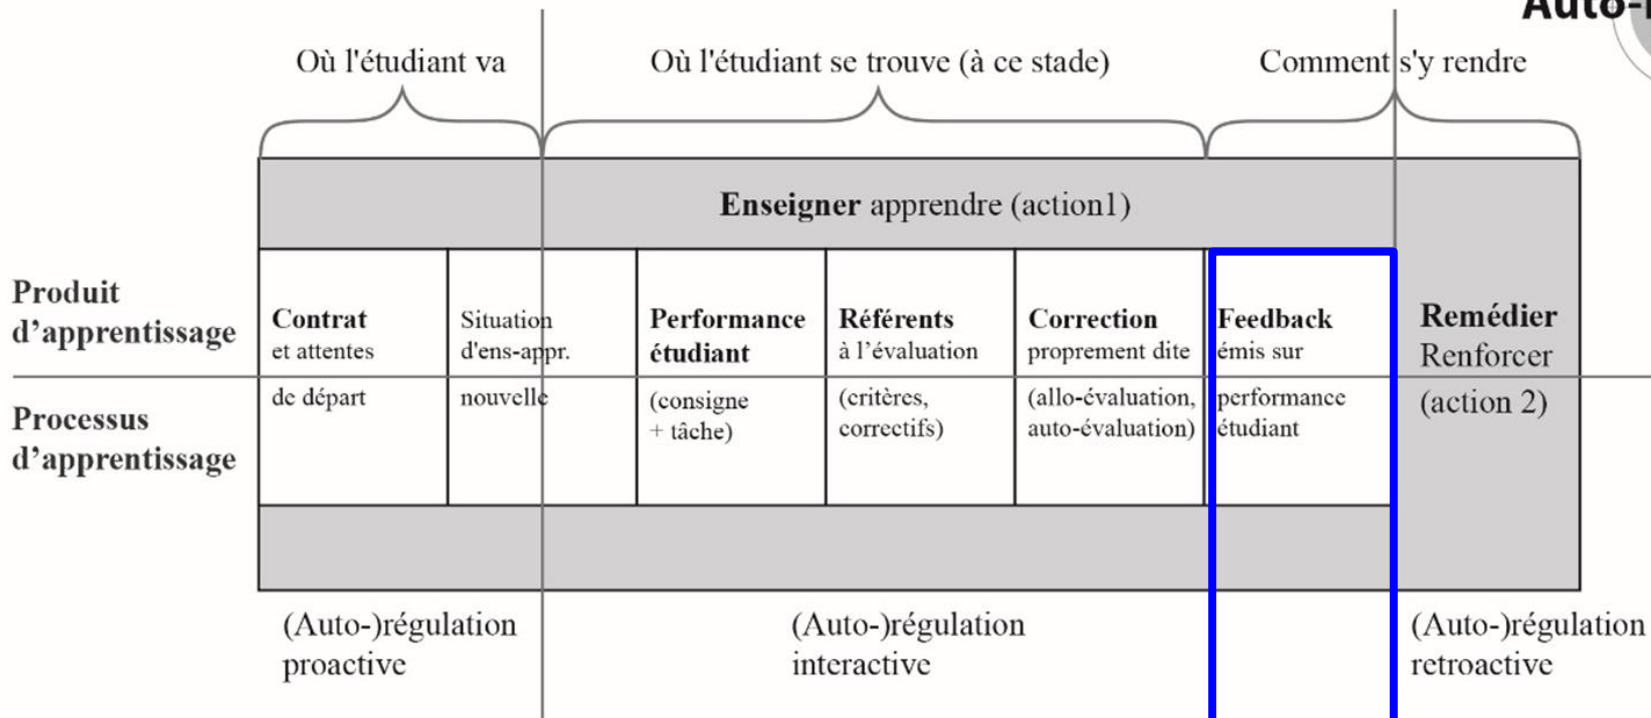 Auto-
Où l'étudiant va
Où l'étudiant se trouve (à ce stade)
Comment s'y rendre
Enseigner apprendre (action1)
Produit
d'apprentissage
Processus
d'apprentissage
Contrat
et attentes
de départ
Situation
d'ens-appr.
nouvelle
Performance
étudiant
(consigne
+ tâche)
Référents
à l'évaluation
(critères,
correctifs)
Correction
proprement dite
(allo-évaluation,
auto-évaluation)
Feedback
émis sur
performance
étudiant
Remédier
Renforcer
(action 2)
(Auto-)régulation
proactive
(Auto-)régulation
interactive
(Auto-)régulation
retroactive